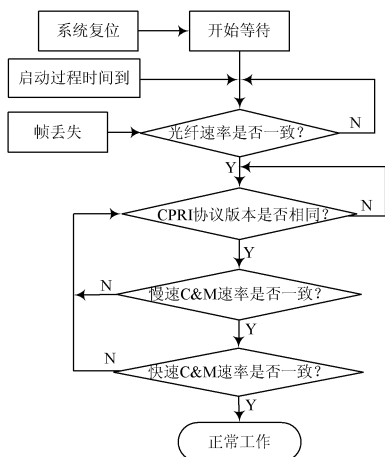 系统复位
开始等待
启动过程时间到
帧丢失
光纤速率是否一致?
N
Y
CPRI协议版本是否相同?
N
Y
慢速C&M速率是否一致?
N
Y
快速C&M速率是否一致?
N
Y
正常工作